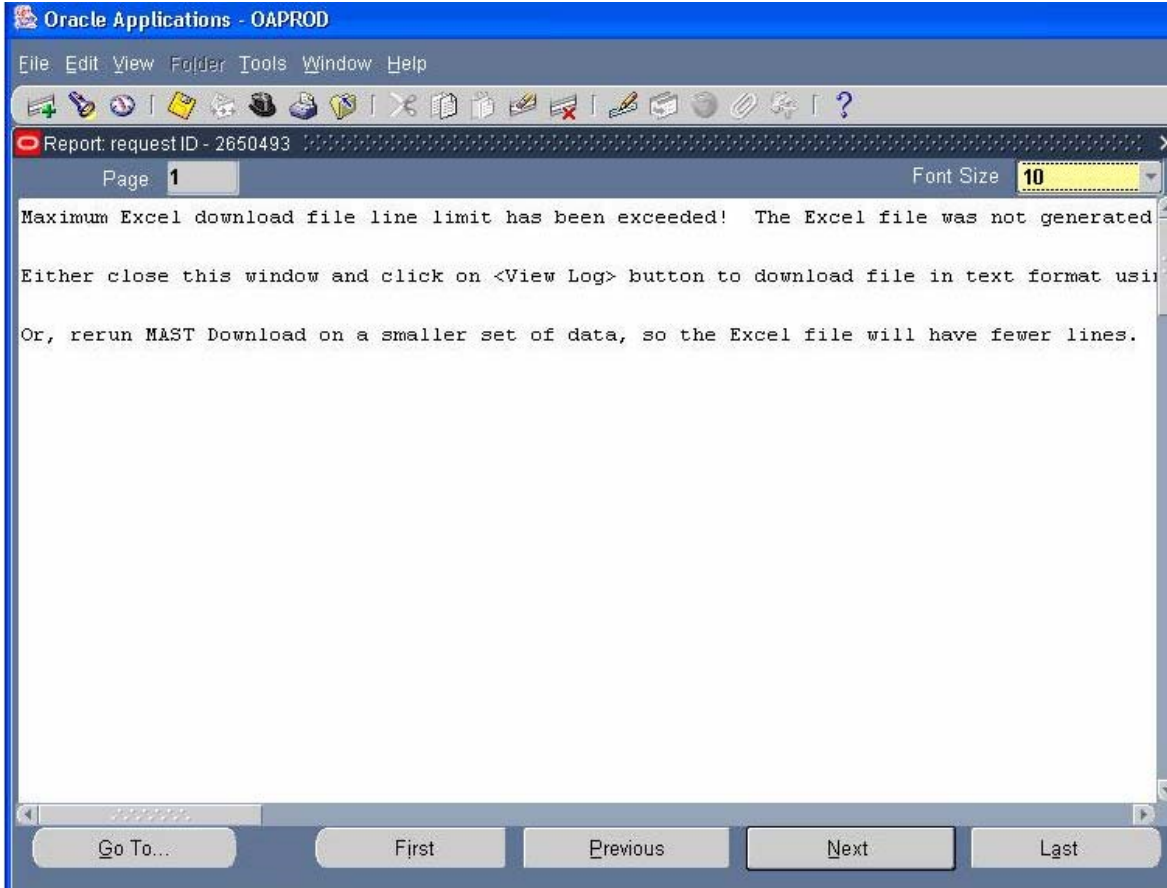 Oracle Applications - OAPROD
File Edit View Folder Tools Window Help
Report: request ID - 2650493
Page 1 Font Size 10
Maximum Excel download file line limit has been exceeded! The Excel file was not generated
Either close this window and click on <View Log> button to download file in text format usin
Or, rerun MAST Download on a smaller set of data, so the Excel file will have fewer lines.
Go To... First Previous Next Last